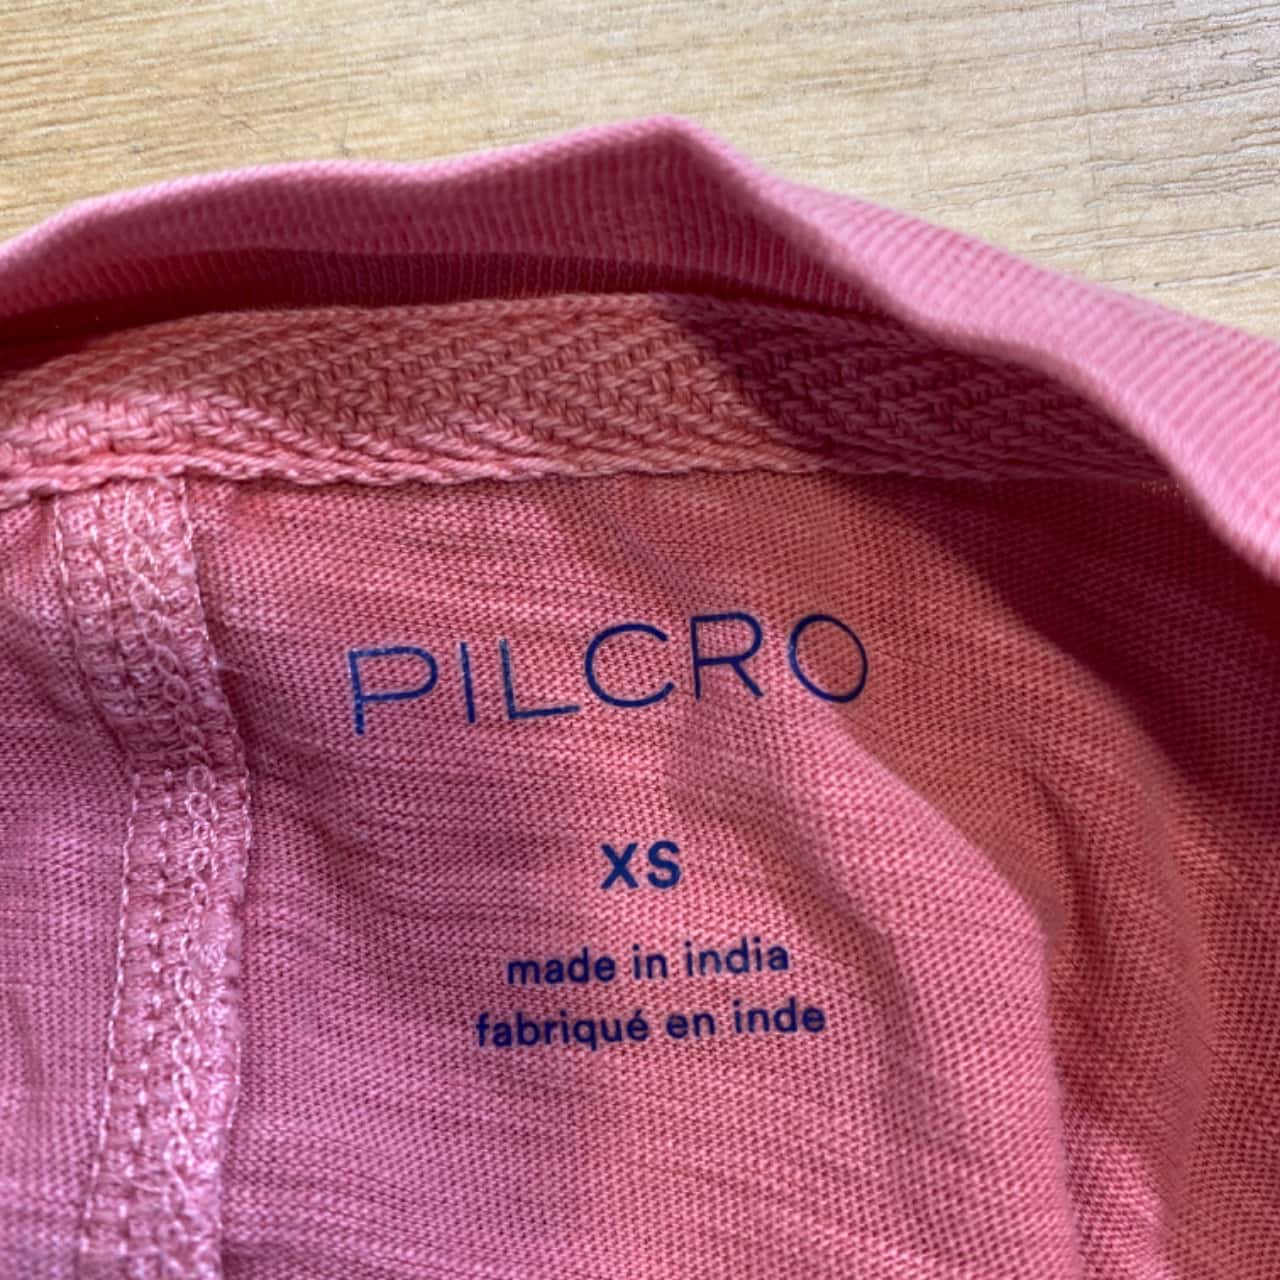 PILCRO
XS
made in india
fabriqué en inde